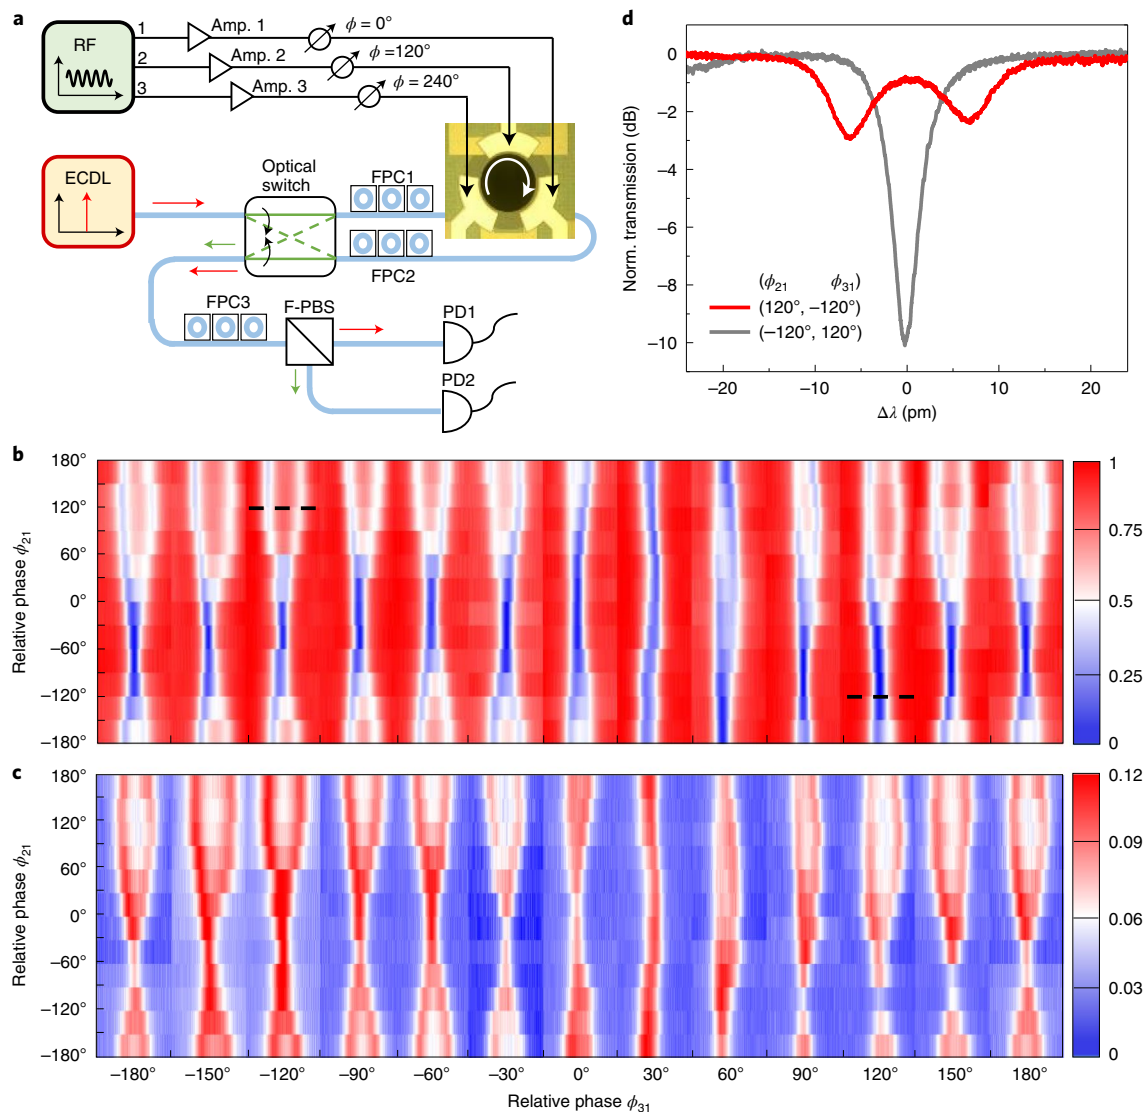 a
RF
1
2
3
Amp. 1
Amp. 2
Amp. 3
ϕ = 0°
ϕ =120°
ϕ = 240°
ECDL
Optical
switch
FPC1
FPC2
FPC3
F-PBS
PD1
PD2
d
Norm. transmission (dB)
0
−2
−4
−6
−8
−10
(ϕ21 ϕ31)
(120°, −120°)
(−120°, 120°)
−20 −10 0 10 20
Δλ (pm)
b
Relative phase ϕ21
180°
120°
60°
0°
−60°
−120°
−180°
1
0.75
0.5
0.25
0
c
Relative phase ϕ21
180°
120°
60°
0°
−60°
−120°
−180°
0.12
0.09
0.06
0.03
0
−180° −150° −120° −90° −60° −30° 0° 30° 60° 90° 120° 150° 180°
Relative phase ϕ31